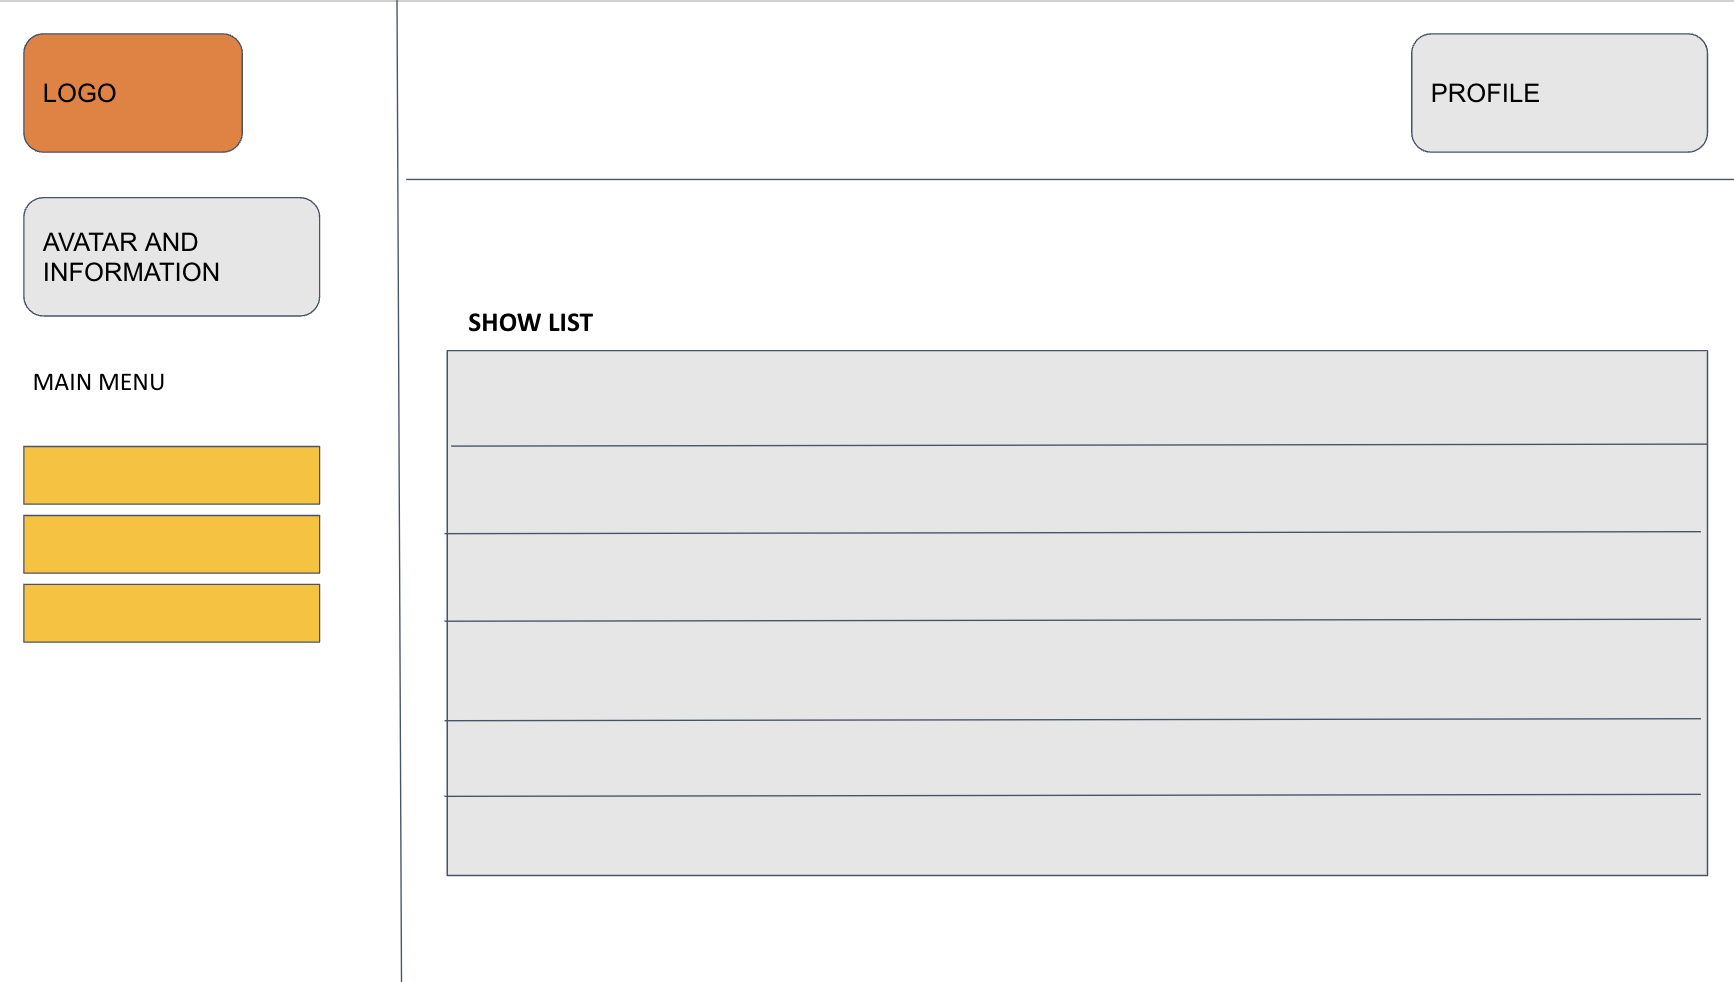 LOGO
PROFILE
AVATAR AND
INFORMATION
MAIN MENU
SHOW LIST